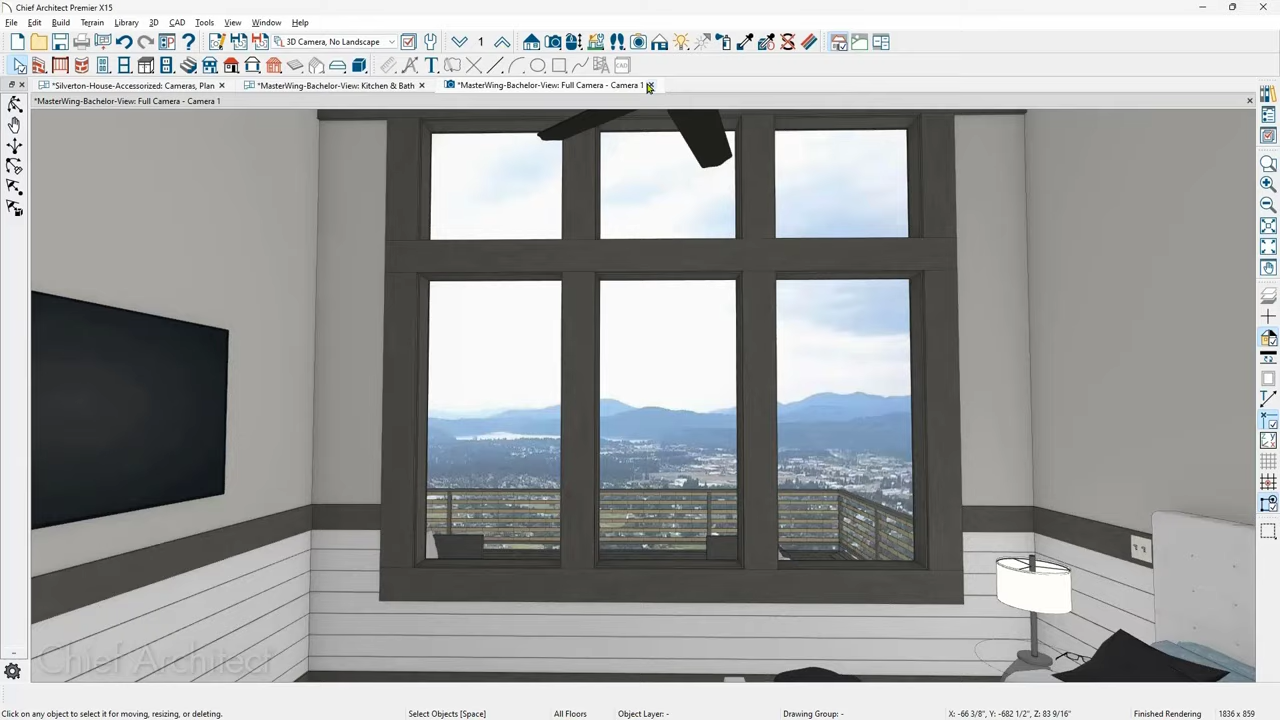 Chief Architect Premier X15
File Edit Build Terrain Library 3D CAD Tools View Window Help
1 3D Camera, No Landscape
*Silverton-House-Accessorized: Cameras, Plan *MasterWing-Bachelor-View: Kitchen & Bath *MasterWing-Bachelor-View: Full Camera - Camera 1
*MasterWing-Bachelor-View: Full Camera - Camera 1
Chief Architect
Click on any object to select it for moving, resizing, or deleting. Select Objects [Space] All Floors Object Layer: - Drawing Group: - X: -66 3/8", Y: -682 1/2", Z: 83 9/16" Finished Rendering 1836 x 859